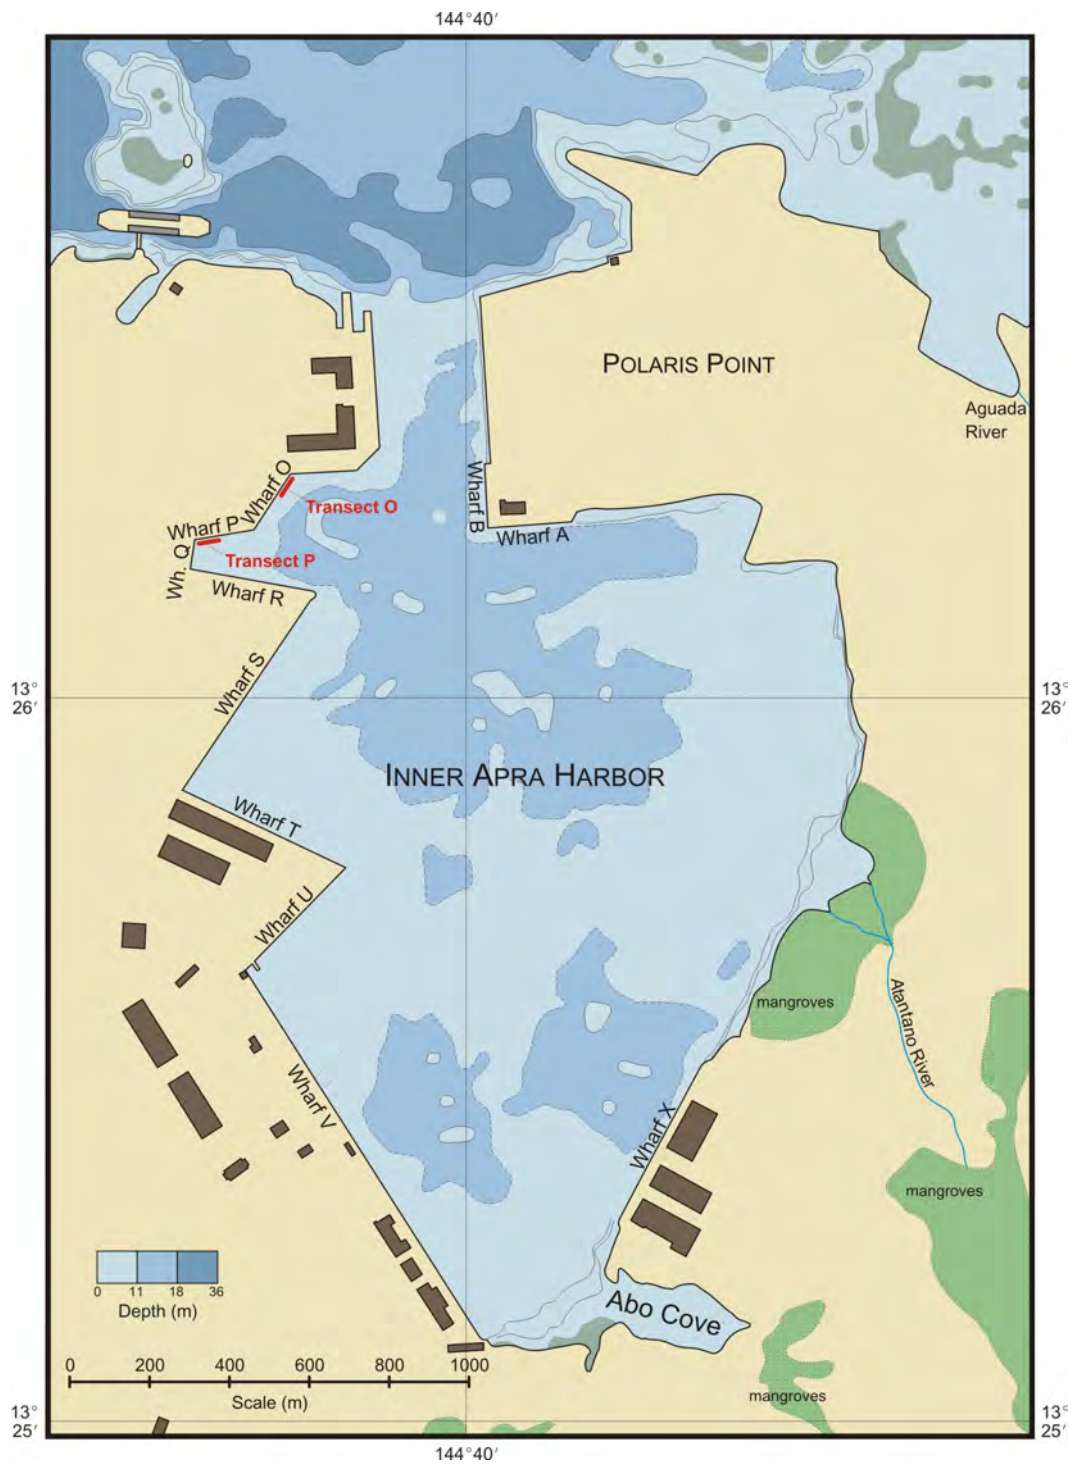 144°40′
POLARIS POINT
Aguada
River
Wharf O
Wharf B
Transect O
Wharf P
Wharf A
Wh. Q
Transect P
Wharf R
Wharf S
13°
26′
13°
26′
INNER APRA HARBOR
Wharf T
Wharf U
mangroves
Atantano River
Wharf V
Wharf X
mangroves
0 11 18 36
Depth (m)
Abo Cove
0 200 400 600 800 1000
Scale (m)
mangroves
13°
25′
13°
25′
144°40′